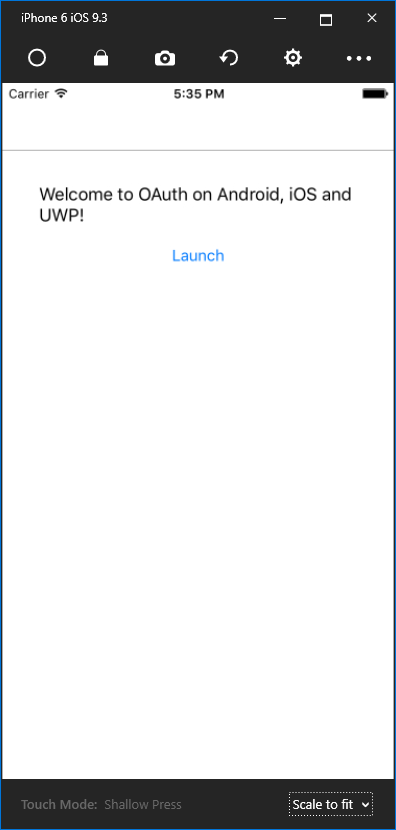 iPhone 6 iOS 9.3
Carrier 5:35 PM
Welcome to OAuth on Android, iOS and
UWP!
Launch
Touch Mode: Shallow Press Scale to fit